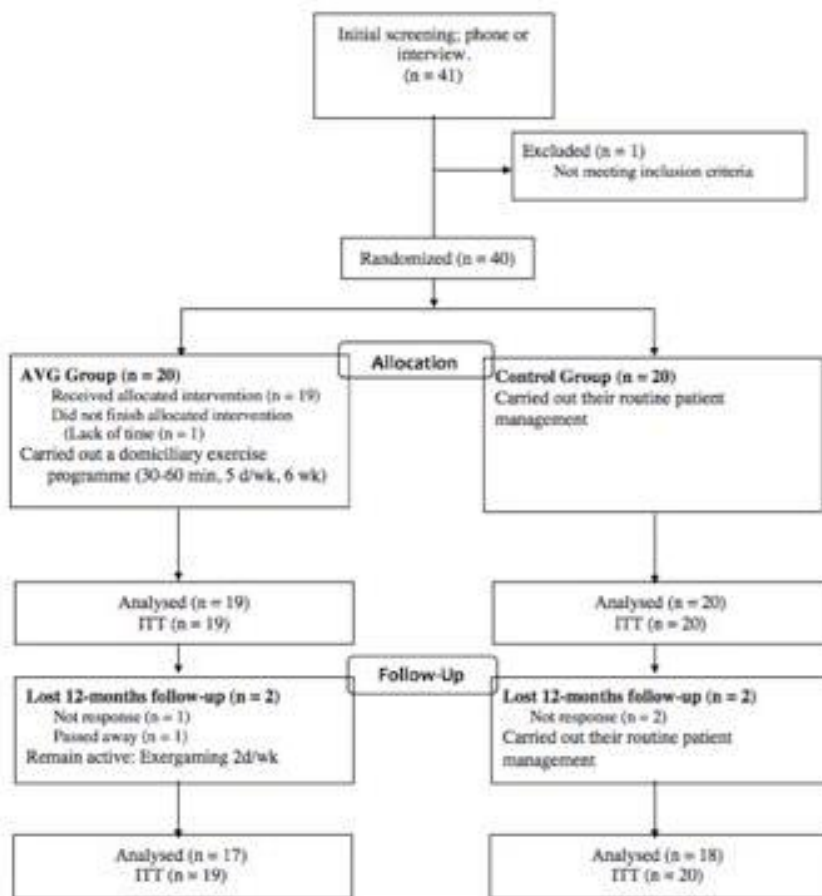 Initial screening; phone or
interview.
(n = 41)
Excluded (n = 1)
Not meeting inclusion criteria
Randomized (n = 40)
Allocation
AVG Group (n = 20)
Received allocated intervention (n = 19)
Did not finish allocated intervention
(Lack of time (n = 1)
Carried out a domiciliary exercise
programme (30-60 min, 5 d/wk, 6 wk)
Control Group (n = 20)
Carried out their routine patient
management
Analysed (n = 19)
ITT (n = 19)
Analysed (n = 20)
ITT (n = 20)
Follow-Up
Lost 12-months follow-up (n = 2)
Not response (n = 1)
Passed away (n = 1)
Remain active: Exergaming 2d/wk
Lost 12-months follow-up (n = 2)
Not response (n = 2)
Carried out their routine patient
management
Analysed (n = 17)
ITT (n = 19)
Analysed (n = 18)
ITT (n = 20)